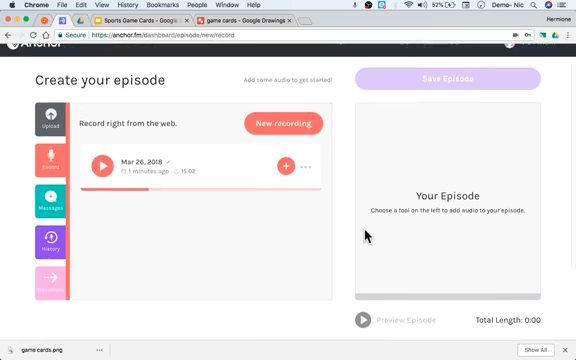 Chrome File Edit View History Bookmarks People Window Help
52% Demo- Nic
Sports Game Cards - Google
game cards - Google Drawings
Hermione
Secure https://anchor.fm/dashboard/episode/new/record
Anchor
Create your episode
Add some audio to get started!
Save Episode
Upload
Record
Messages
History
Record right from the web.
New recording
Mar 26, 2018
1 minutes ago 15:02
Your Episode
Choose a tool on the left to add audio to your episode.
Preview Episode
Total Length: 0:00
game cards.png
Show All